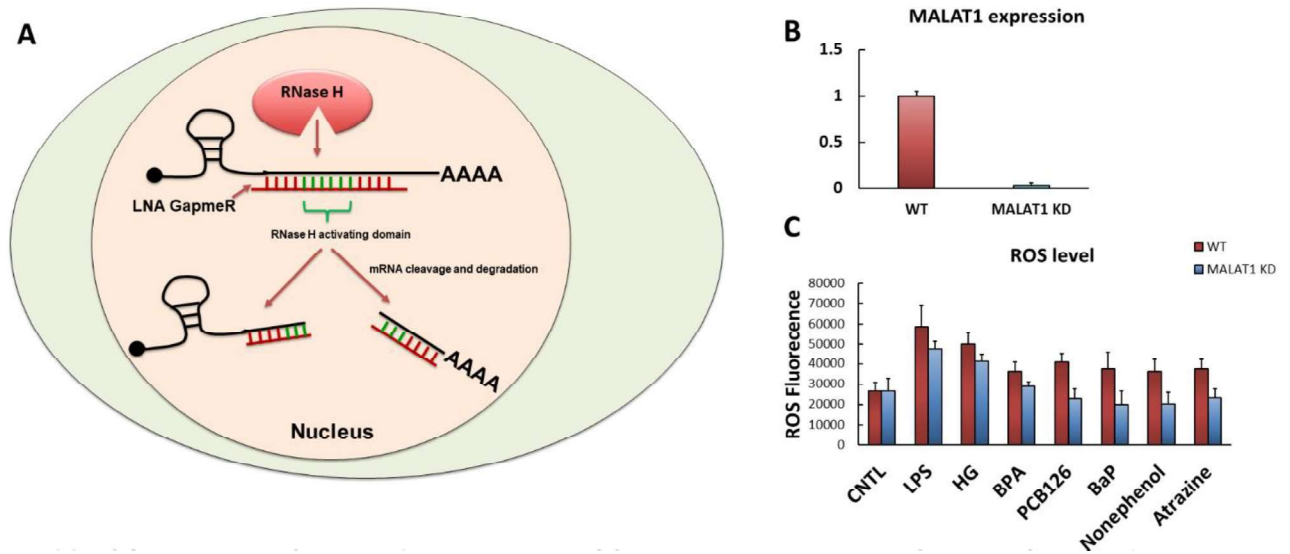 A
RNase H
AAAA
LNA GapmeR
RNase H activating domain
mRNA cleavage and degradation
AAAA
Nucleus
B
MALAT1 expression
1.5
1
0.5
0
WT
MALAT1 KD
C
ROS level
WT
MALAT1 KD
ROS Fluorecence
80000
70000
60000
50000
40000
30000
20000
10000
0
CNTL
LPS
HG
BPA
PCB126
BaP
Nonephenol
Atrazine